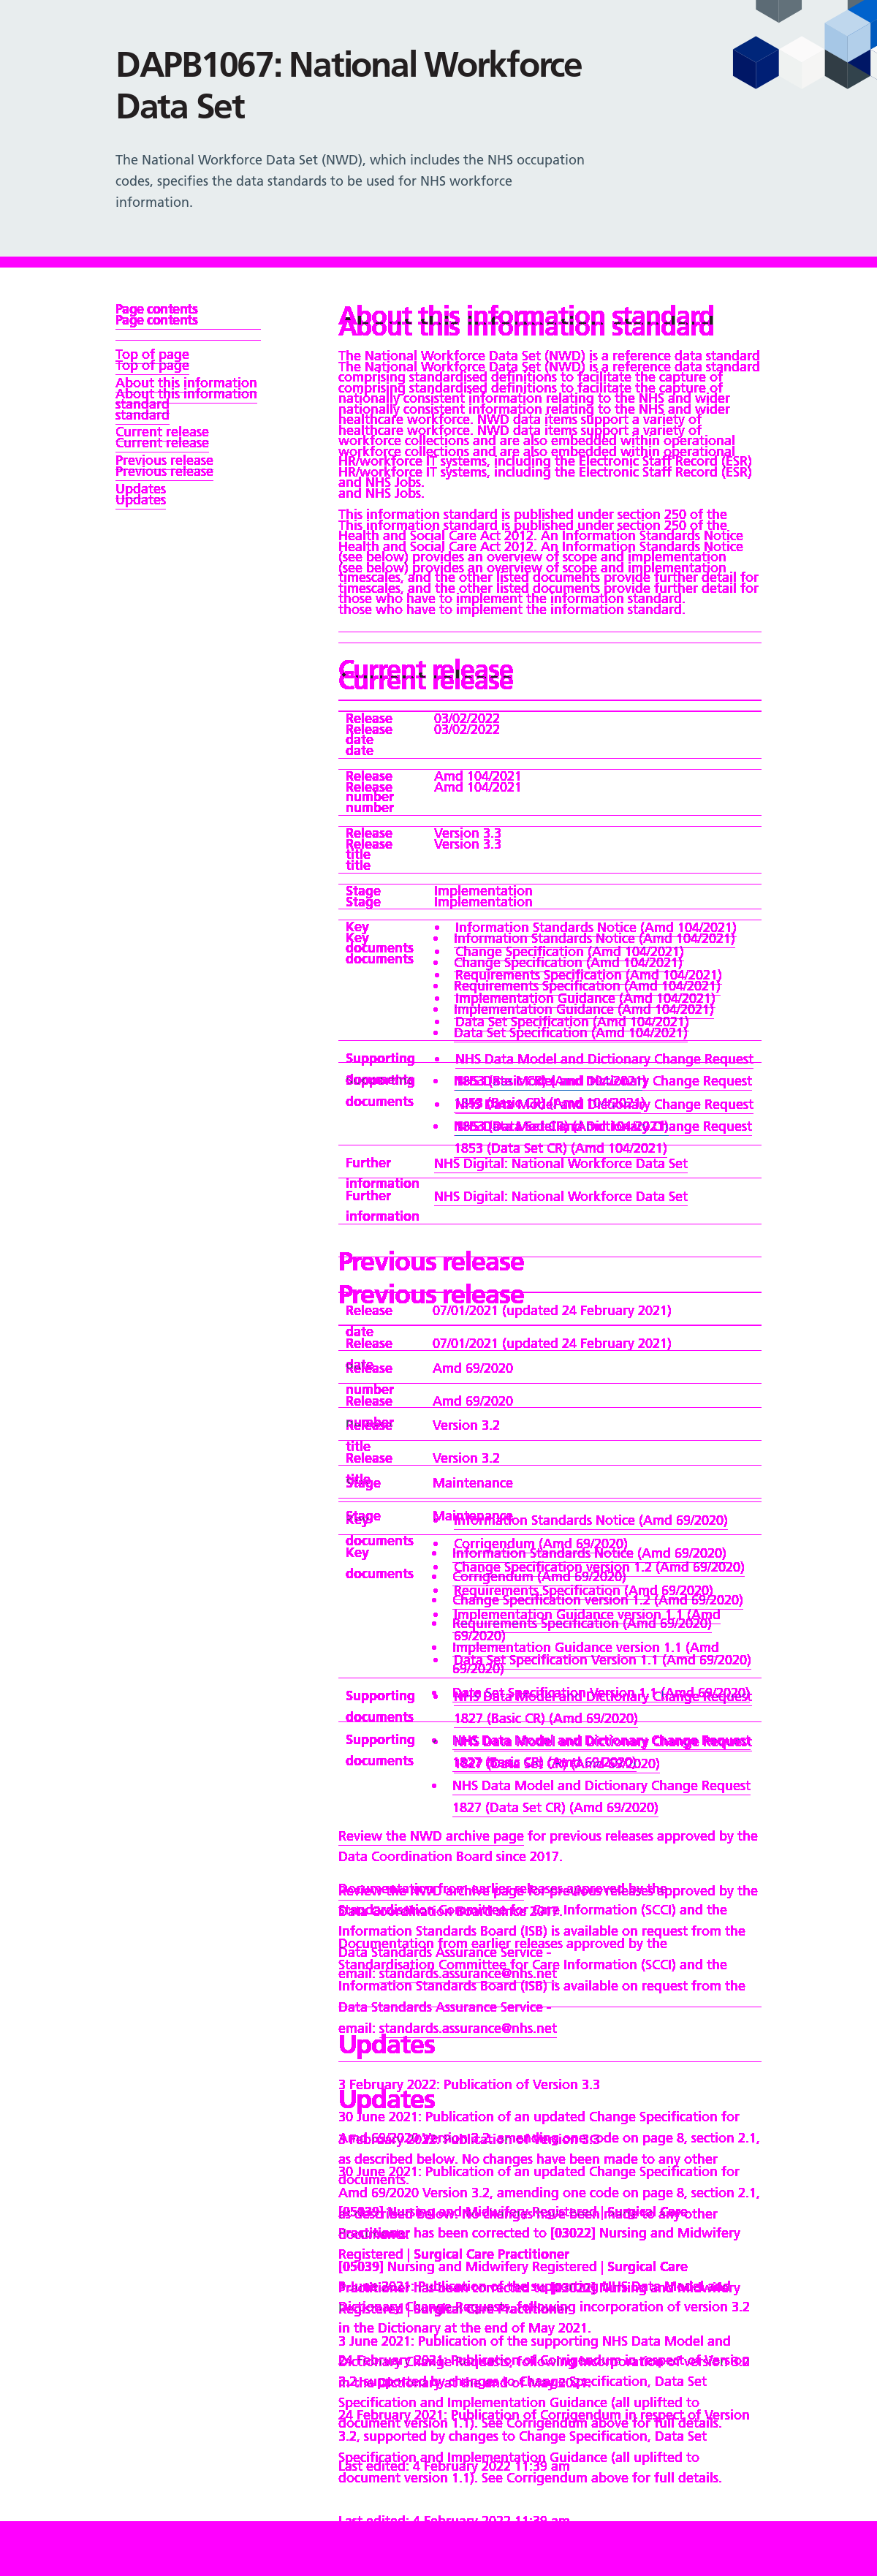 DAPB1067: National Workforce
Data Set
The National Workforce Data Set (NWD), which includes the NHS occupation
codes, specifies the data standards to be used for NHS workforce
information.
Page contents
Top of page
About this information
standard
Current release
Previous release
Updates
About this information standard
The National Workforce Data Set (NWD) is a reference data standard
comprising standardised definitions to facilitate the capture of
nationally consistent information relating to the NHS and wider
healthcare workforce. NWD data items support a variety of
workforce collections and are also embedded within operational
HR/workforce IT systems, including the Electronic Staff Record (ESR)
and NHS Jobs.
This information standard is published under section 250 of the
Health and Social Care Act 2012. An Information Standards Notice
(see below) provides an overview of scope and implementation
timescales, and the other listed documents provide further detail for
those who have to implement the information standard.
Current release
Release date 03/02/2022
Release number Amd 104/2021
Release title Version 3.3
Stage Implementation
Key documents
Information Standards Notice (Amd 104/2021)
Change Specification (Amd 104/2021)
Requirements Specification (Amd 104/2021)
Implementation Guidance (Amd 104/2021)
Data Set Specification (Amd 104/2021)
Supporting documents
NHS Data Model and Dictionary Change Request
1853 (Basic CR) (Amd 104/2021)
NHS Data Model and Dictionary Change Request
1853 (Data Set CR) (Amd 104/2021)
Further information NHS Digital: National Workforce Data Set
Previous release
Release date 07/01/2021 (updated 24 February 2021)
Release number Amd 69/2020
Release title Version 3.2
Stage Maintenance
Key documents
Information Standards Notice (Amd 69/2020)
Corrigendum (Amd 69/2020)
Change Specification version 1.2 (Amd 69/2020)
Requirements Specification (Amd 69/2020)
Implementation Guidance version 1.1 (Amd
69/2020)
Data Set Specification Version 1.1 (Amd 69/2020)
Supporting documents
NHS Data Model and Dictionary Change Request
1827 (Basic CR) (Amd 69/2020)
NHS Data Model and Dictionary Change Request
1827 (Data Set CR) (Amd 69/2020)
Review the NWD archive page for previous releases approved by the
Data Coordination Board since 2017.
Documentation from earlier releases approved by the
Standardisation Committee for Care Information (SCCI) and the
Information Standards Board (ISB) is available on request from the
Data Standards Assurance Service -
email: standards.assurance@nhs.net
Updates
3 February 2022: Publication of Version 3.3
30 June 2021: Publication of an updated Change Specification for
Amd 69/2020 Version 3.2, amending one code on page 8, section 2.1,
as described below. No changes have been made to any other
documents.
[05039] Nursing and Midwifery Registered | Surgical Care
Practitioner has been corrected to [03022] Nursing and Midwifery
Registered | Surgical Care Practitioner
3 June 2021: Publication of the supporting NHS Data Model and
Dictionary Change Requests, following incorporation of version 3.2
in the Dictionary at the end of May 2021.
24 February 2021: Publication of Corrigendum in respect of Version
3.2, supported by changes to Change Specification, Data Set
Specification and Implementation Guidance (all uplifted to
document version 1.1). See Corrigendum above for full details.
Last edited: 4 February 2022 11:39 am